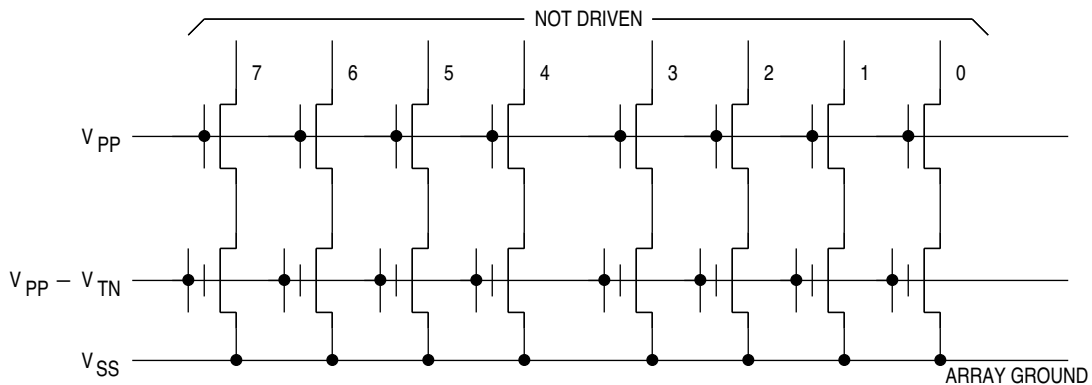 NOT DRIVEN
7 6 5 4 3 2 1 0
V PP
V PP – V TN
V SS
ARRAY GROUND